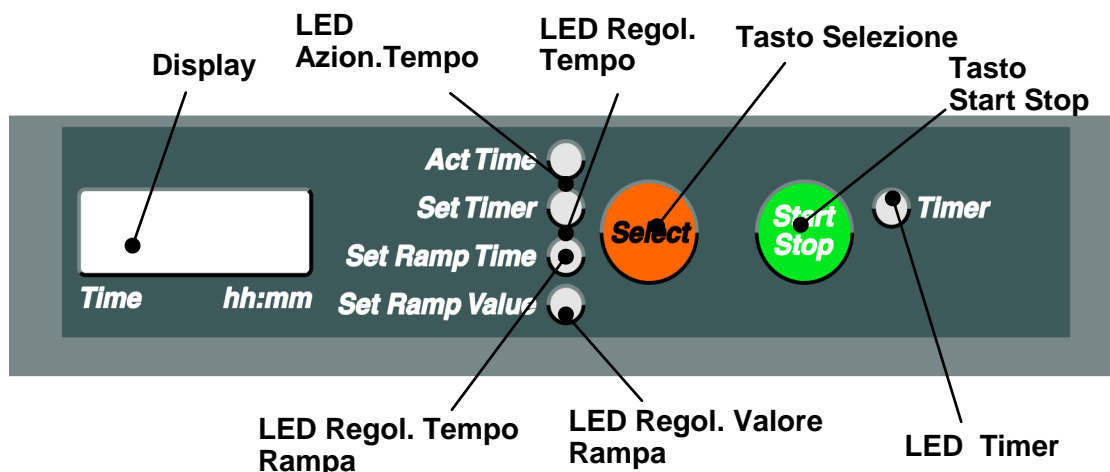 LED
Azion.Tempo
LED Regol.
Tempo
Tasto Selezione
Display
Tasto
Start Stop
Act Time
Set Timer
Set Ramp Time
Set Ramp Value
Select
Start
Stop
Timer
Time hh:mm
LED Regol. Tempo
Rampa
LED Regol. Valore
Rampa
LED Timer